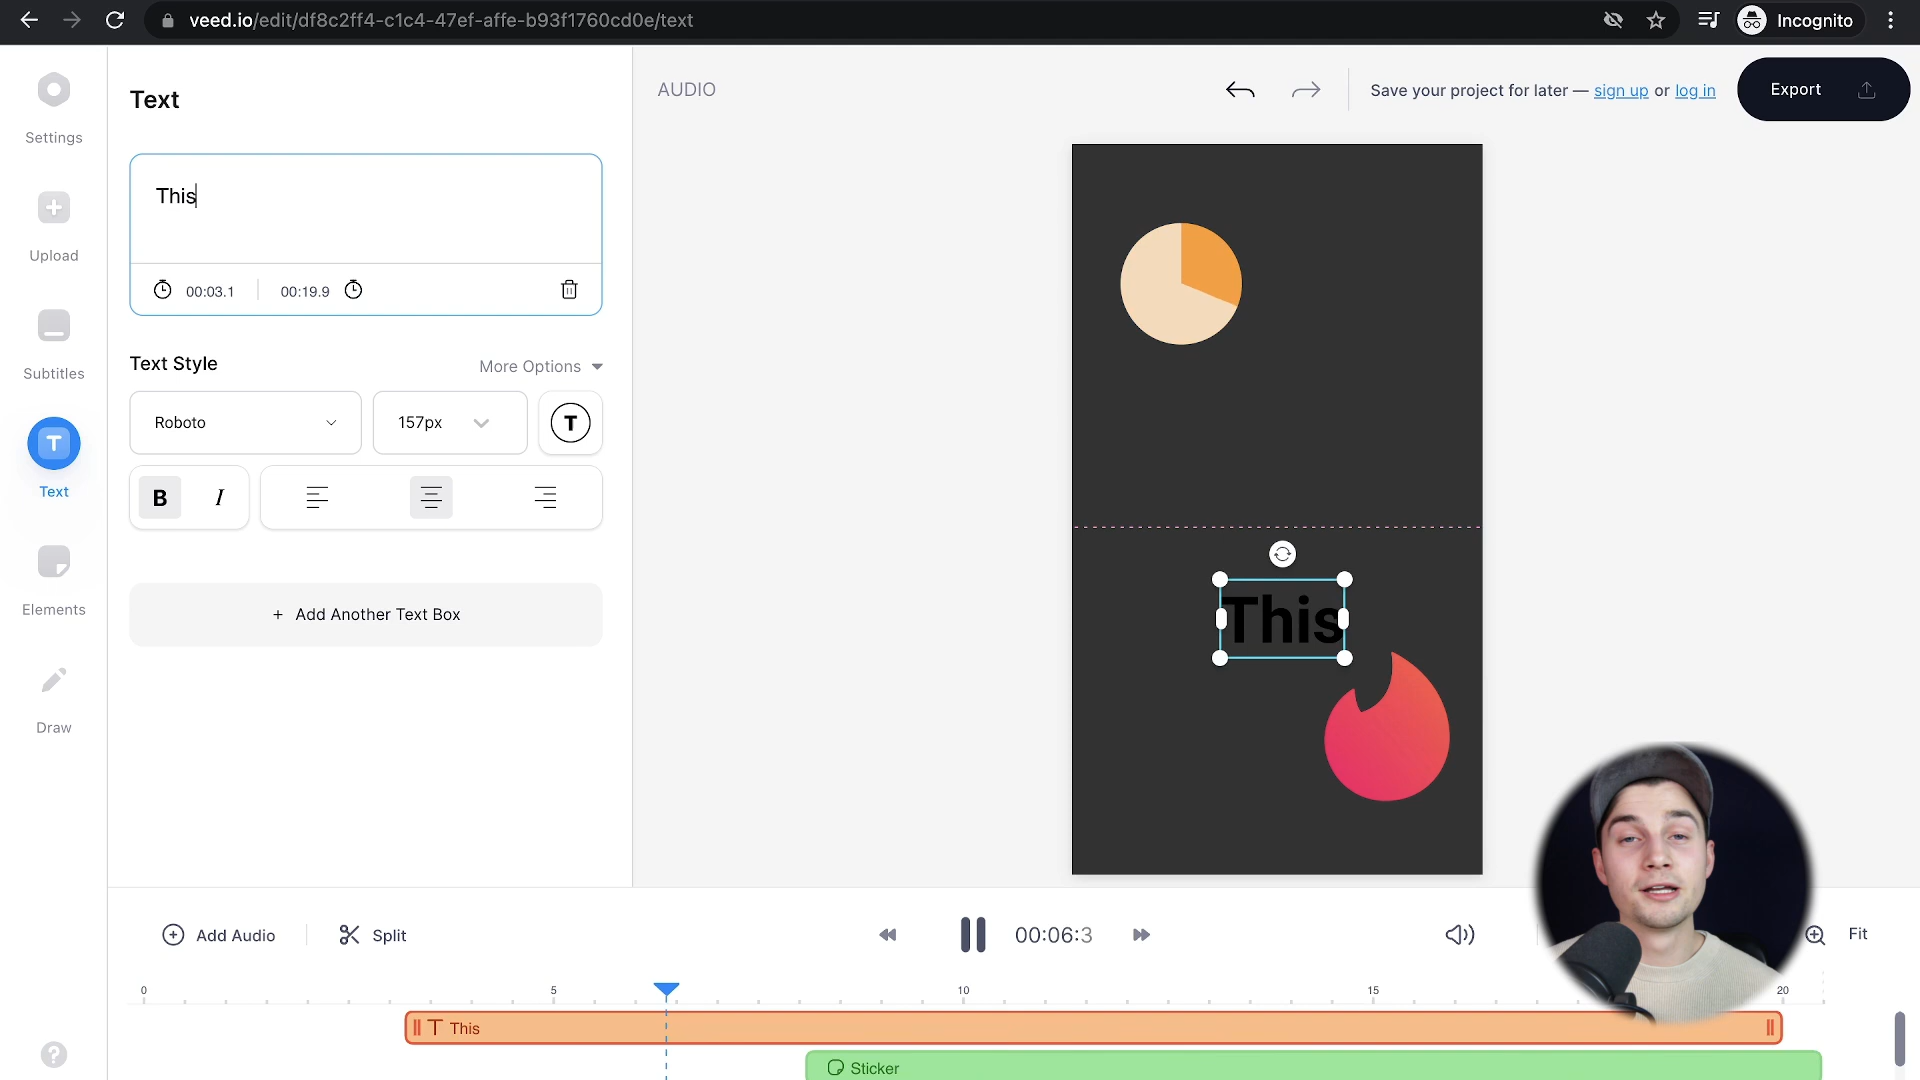 veed.io/edit/df8c2ff4-c1c4-47ef-affe-b93f1760cd0e/text
Incognito
Settings
Upload
Subtitles
T
Text
Elements
Draw
?
Text
This
00:03.1
00:19.9
Text Style
More Options
Roboto
157px
T
B
I
+ Add Another Text Box
AUDIO
Save your project for later — sign up or log in
Export
This
Add Audio
Split
00:06:3
Fit
0
5
10
15
20
T This
Sticker